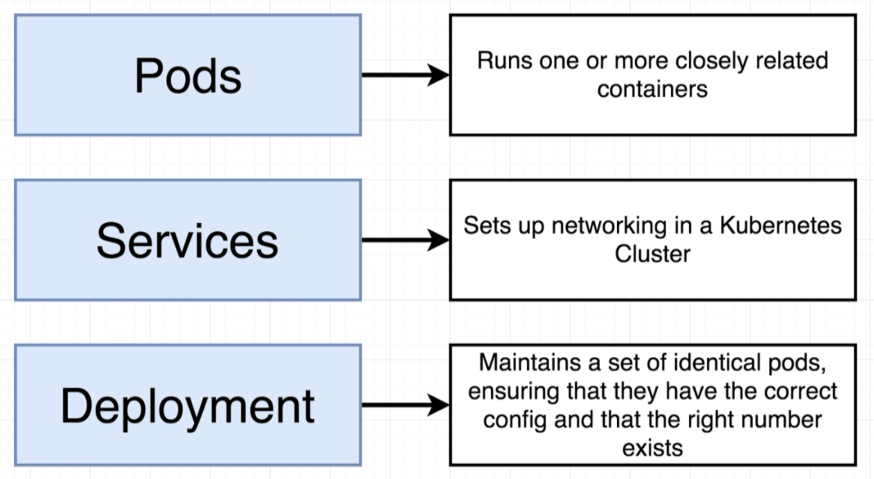 Pods
Runs one or more closely related
containers
Services
Sets up networking in a Kubernetes
Cluster
Deployment
Maintains a set of identical pods,
ensuring that they have the correct
config and that the right number
exists